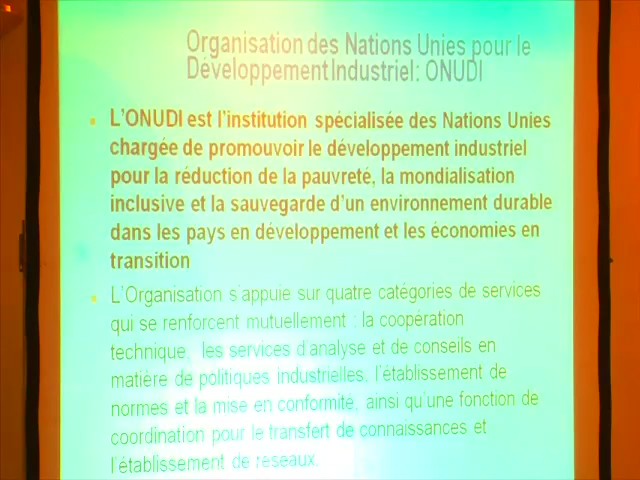 Organisation des Nations Unies pour le
Développement Industriel: ONUDI
L'ONUDI est l'institution spécialisée des Nations Unies
chargée de promouvoir le développement industriel
pour la réduction de la pauvreté, la mondialisation
inclusive et la sauvegarde d'un environnement durable
dans les pays en développement et les économies en
transition
L'Organisation s'appuie sur quatre catégories de services
qui se renforcent mutuellement : la coopération
technique, les services d'analyse et de conseils en
matière de politiques industrielles, l'établissement de
normes et la mise en conformité, ainsi qu'une fonction de
coordination pour le transfert de connaissances et
l'établissement de réseaux.